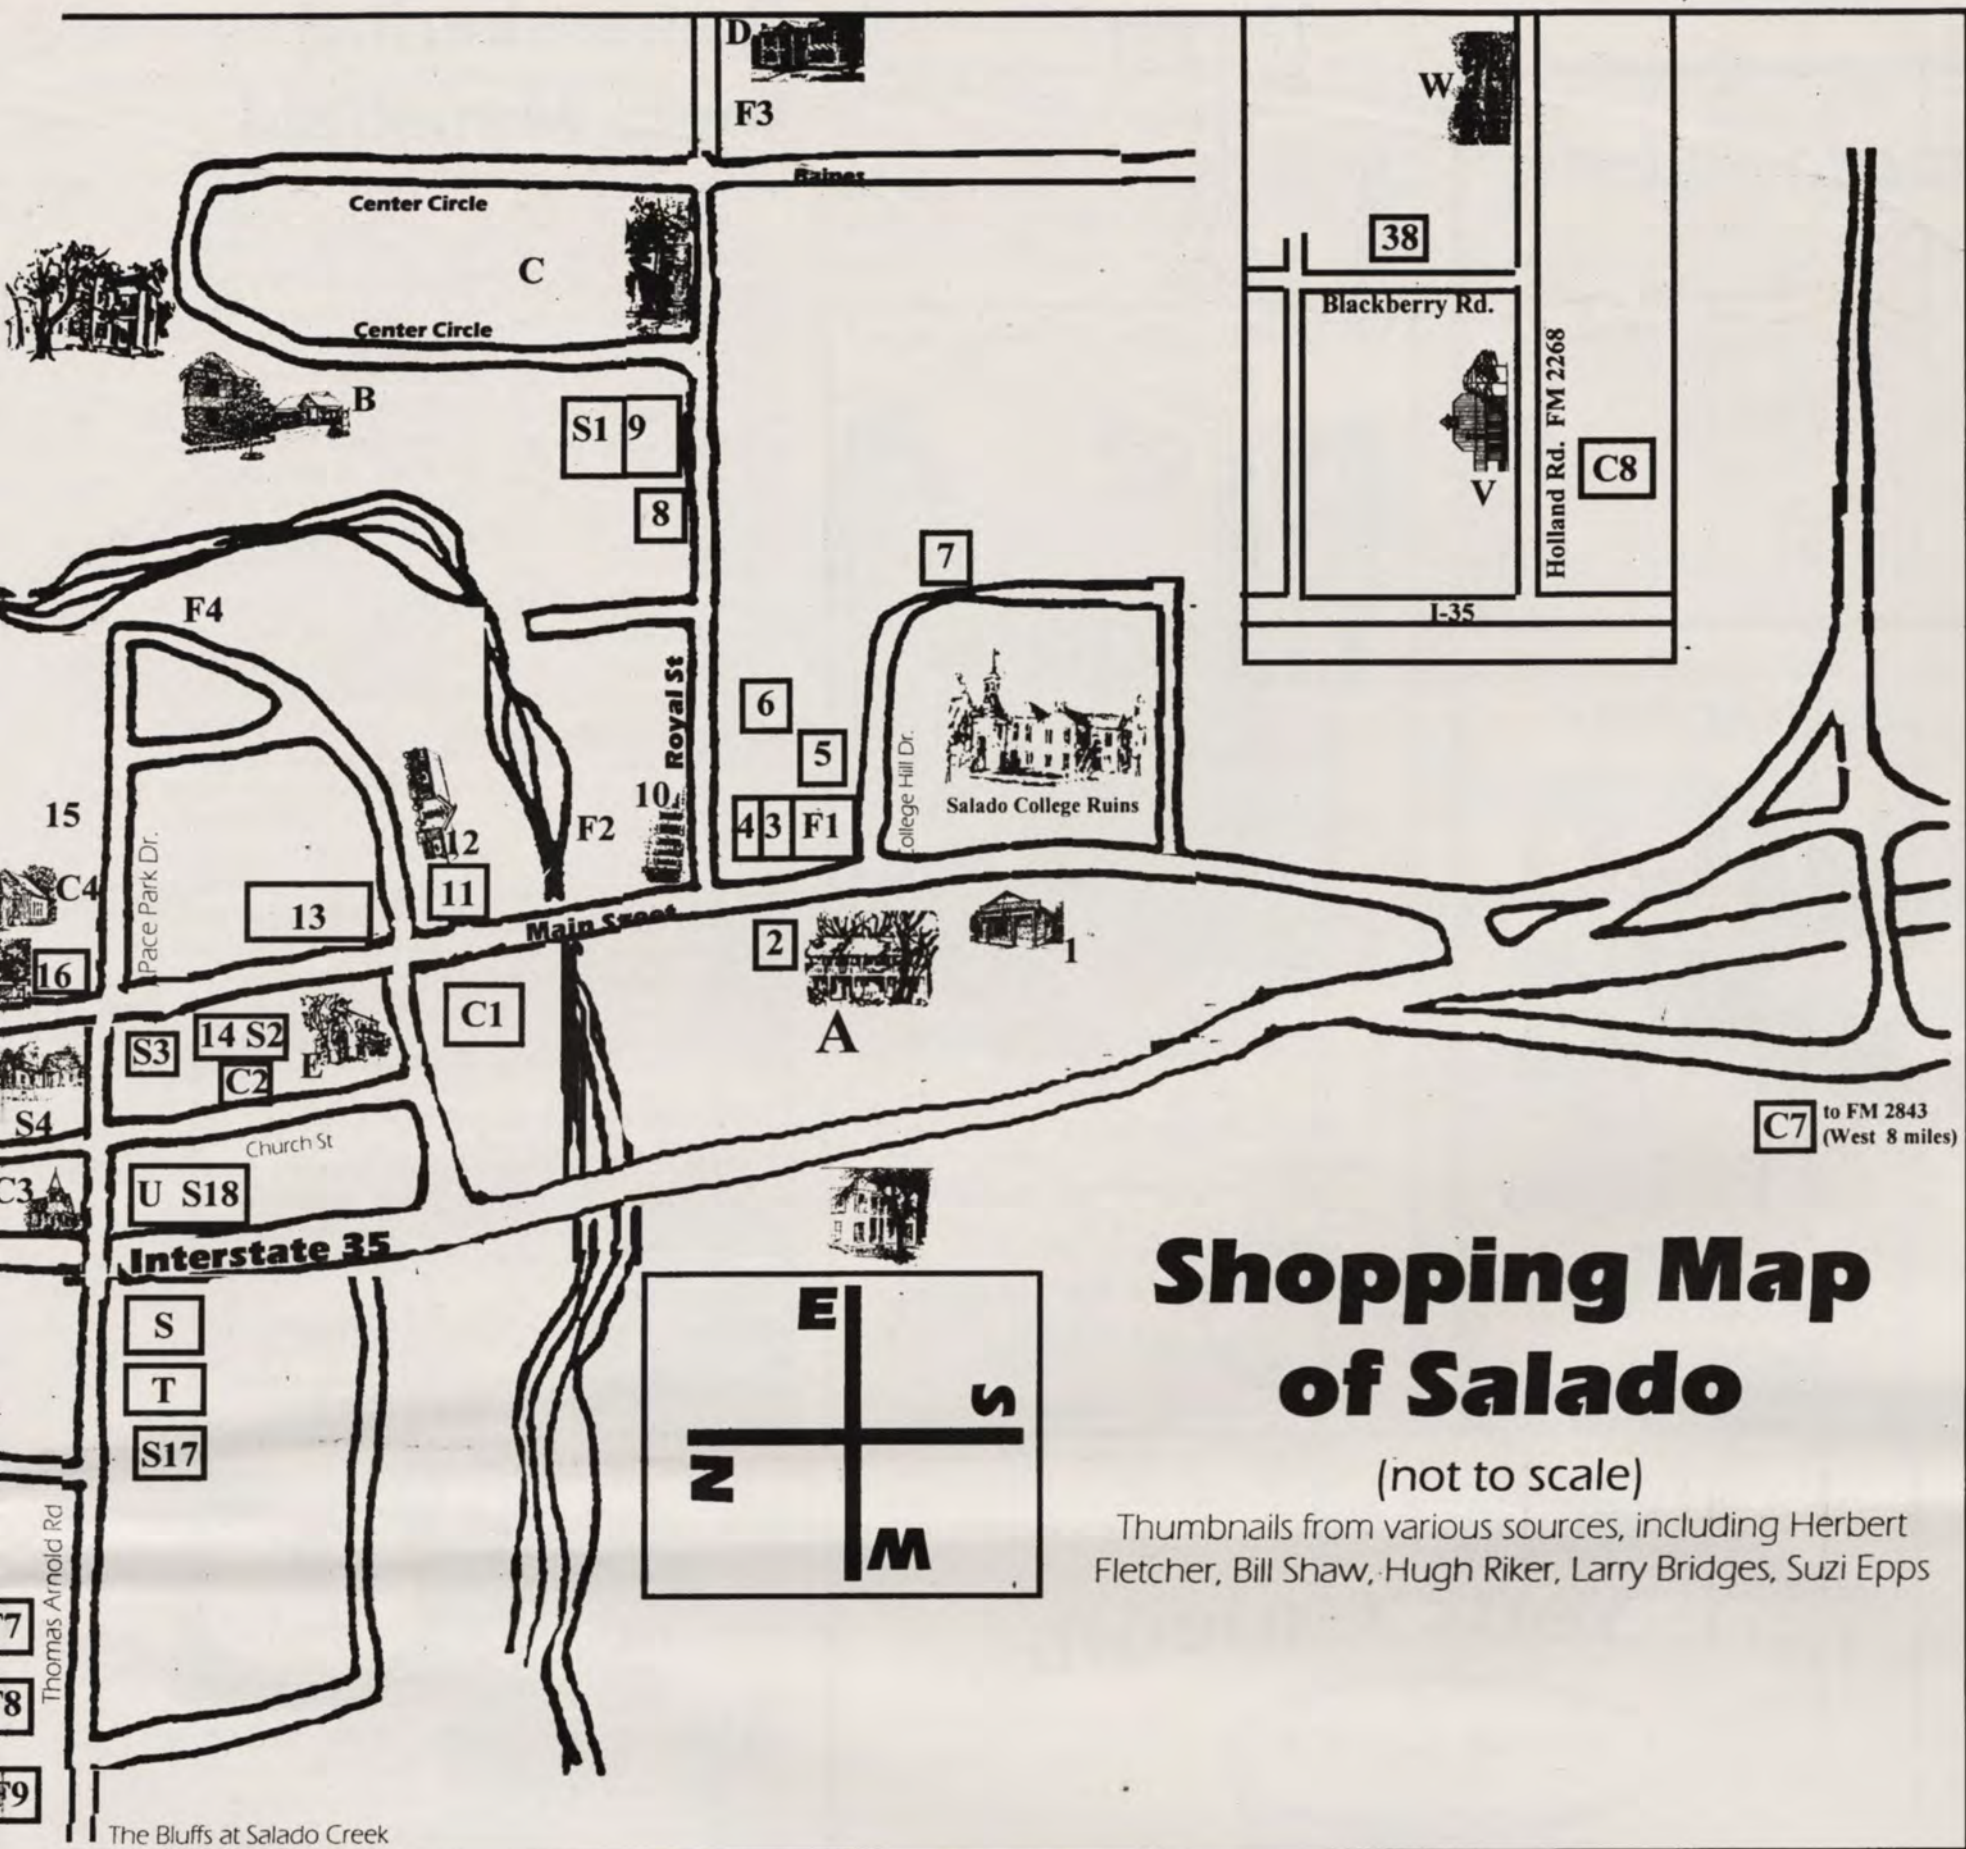 D
F3
W
Baines
Center Circle
C
38
Center Circle
Blackberry Rd.
B
S1 9
Holland Rd. FM 2268
C8
V
8
7
F4
I-35
Royal St
6
5
College Hill Dr.
10
Salado College Ruins
15
12
F2
4 3 F1
Pace Park Dr.
C4
11
13
Main Street
2
1
16
C1
A
S3
14 S2
E
C2
S4
C7
to FM 2843
(West 8 miles)
Church St
C3
U S18
Interstate 35
S
T
S17
E
S
N
W
Shopping Map
of Salado
(not to scale)
Thumbnails from various sources, including Herbert
Fletcher, Bill Shaw, Hugh Riker, Larry Bridges, Suzi Epps
Thomas Arnold Rd
7
8
F9
The Bluffs at Salado Creek